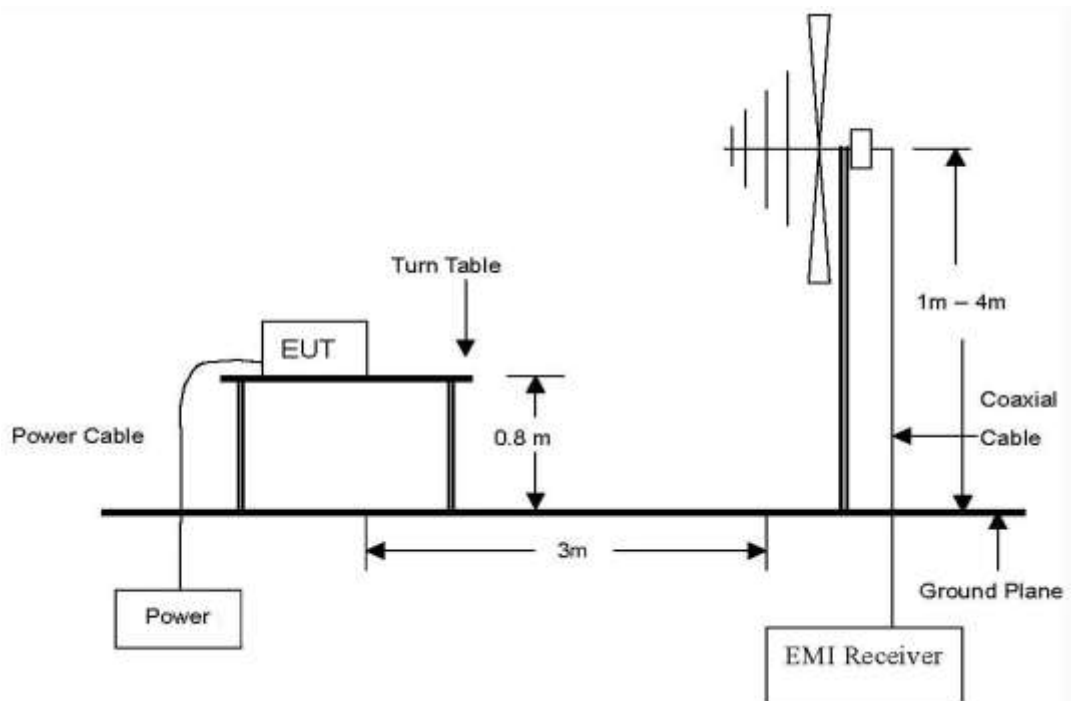 Turn Table
EUT
1m – 4m
Coaxial
Cable
Power Cable
0.8 m
3m
Ground Plane
Power
EMI Receiver